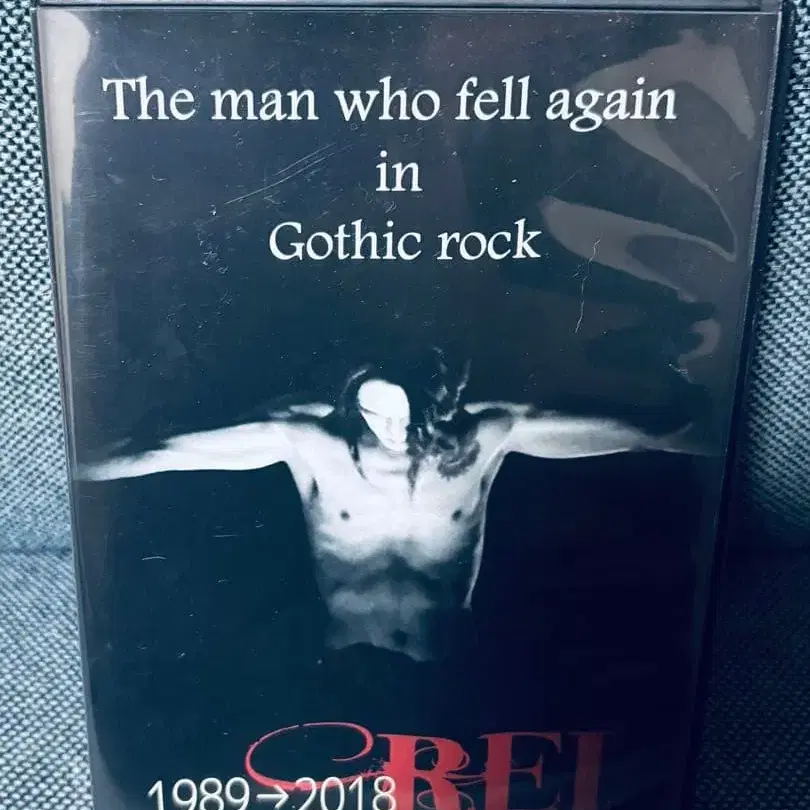 The man who fell again
in
Gothic rock
REI
1989→2018